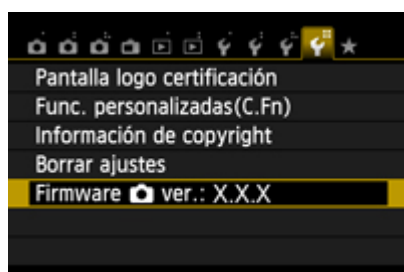 Pantalla logo certificación
Func. personalizadas(C.Fn)
Información de copyright
Borrar ajustes
Firmware ver.: X.X.X